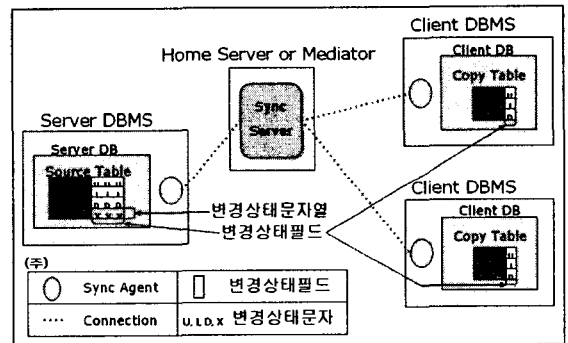 Client DBMS
Client DB
Copy Table
Home Server or Mediator
Sync
Server
Server DBMS
Server DB
Source Table
변경상태문자열
변경상태필드
Client DBMS
Client DB
Copy Table
(주)
Sync Agent
변경상태필드
Connection
U, I, D, X 변경상태문자